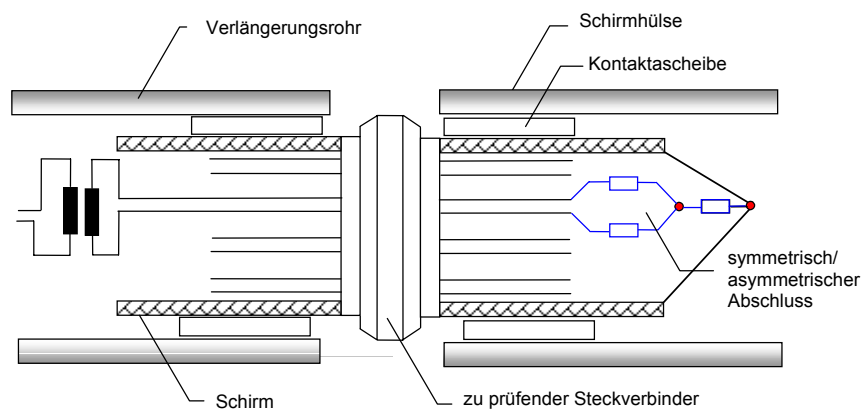 Verlängerungsrohr
Schirmhülse
Kontaktascheibe
symmetrisch/
asymmetrischer
Abschluss
Schirm
zu prüfender Steckverbinder